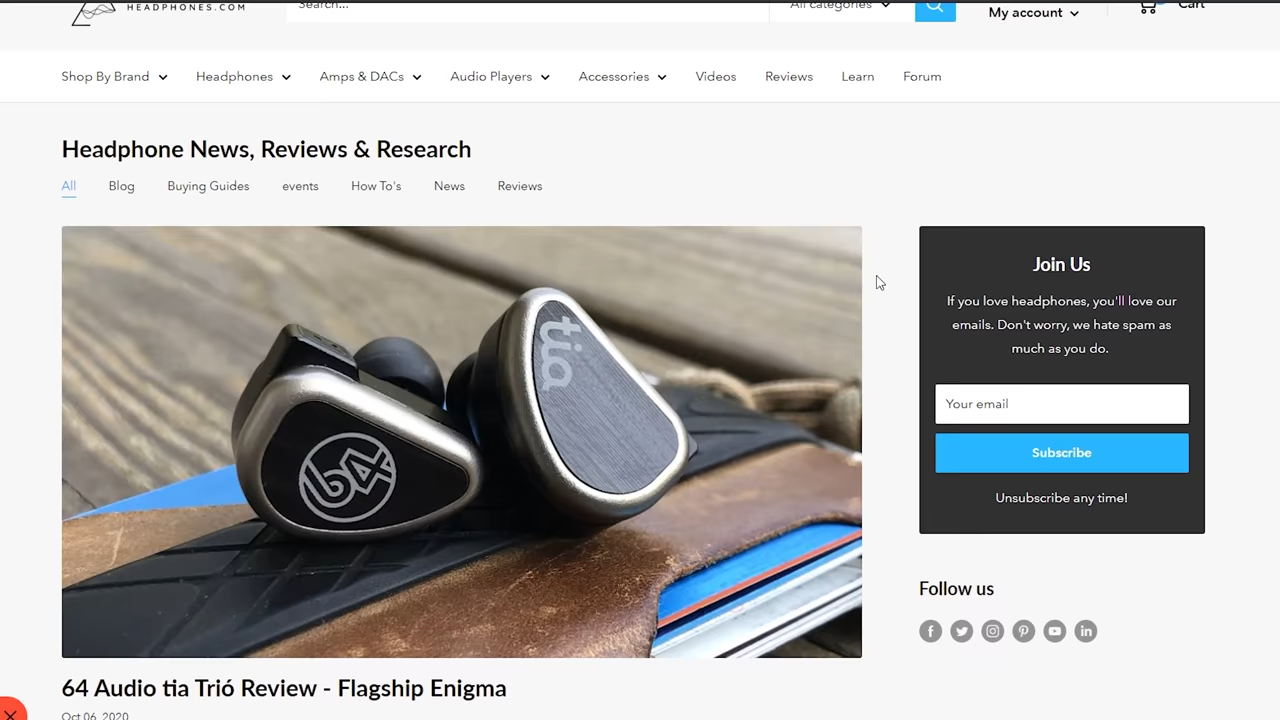 HEADPHONES.COM
Search...
All categories
My account
Cart
Shop By Brand
Headphones
Amps & DACs
Audio Players
Accessories
Videos
Reviews
Learn
Forum
Headphone News, Reviews & Research
All
Blog
Buying Guides
events
How To's
News
Reviews
64
tia
Join Us
If you love headphones, you'll love our
emails. Don't worry, we hate spam as
much as you do.
Your email
Subscribe
Unsubscribe any time!
Follow us
64 Audio tia Trió Review - Flagship Enigma
Oct 06, 2020